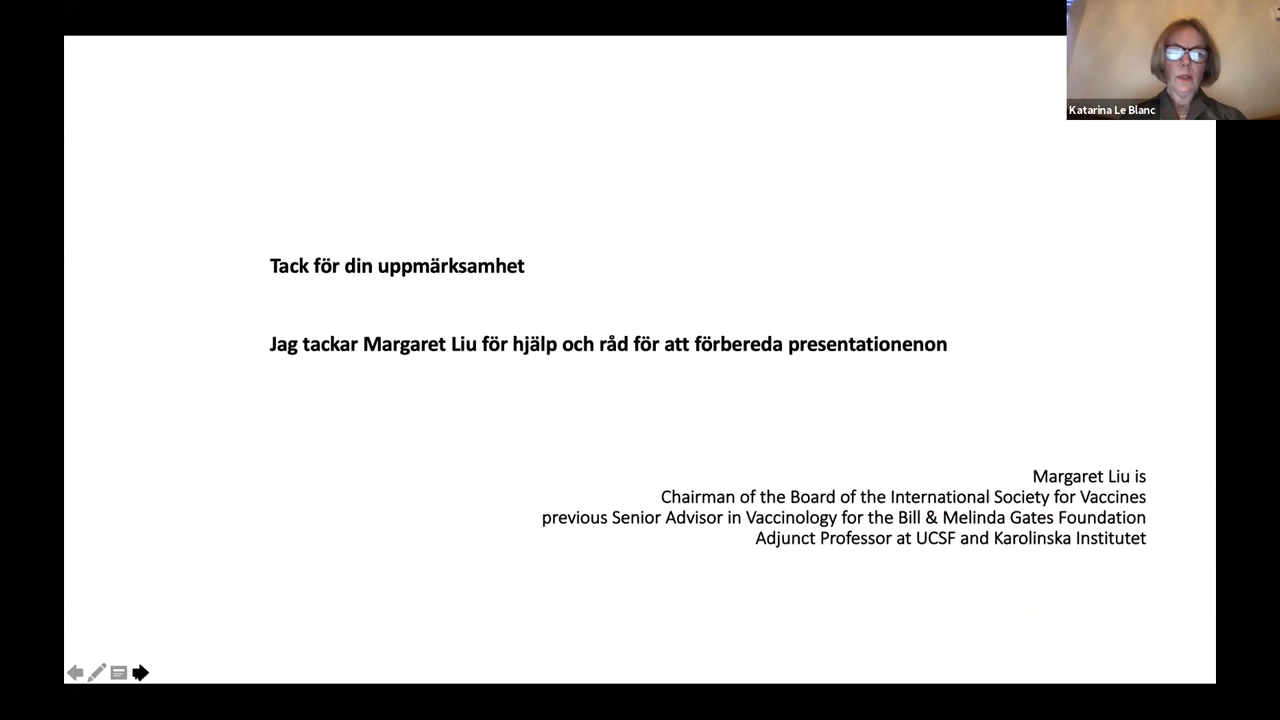 Katarina Le Blanc
Tack för din uppmärksamhet
Jag tackar Margaret Liu för hjälp och råd för att förbereda presentationenon
Margaret Liu is
Chairman of the Board of the International Society for Vaccines
previous Senior Advisor in Vaccinology for the Bill & Melinda Gates Foundation
Adjunct Professor at UCSF and Karolinska Institutet